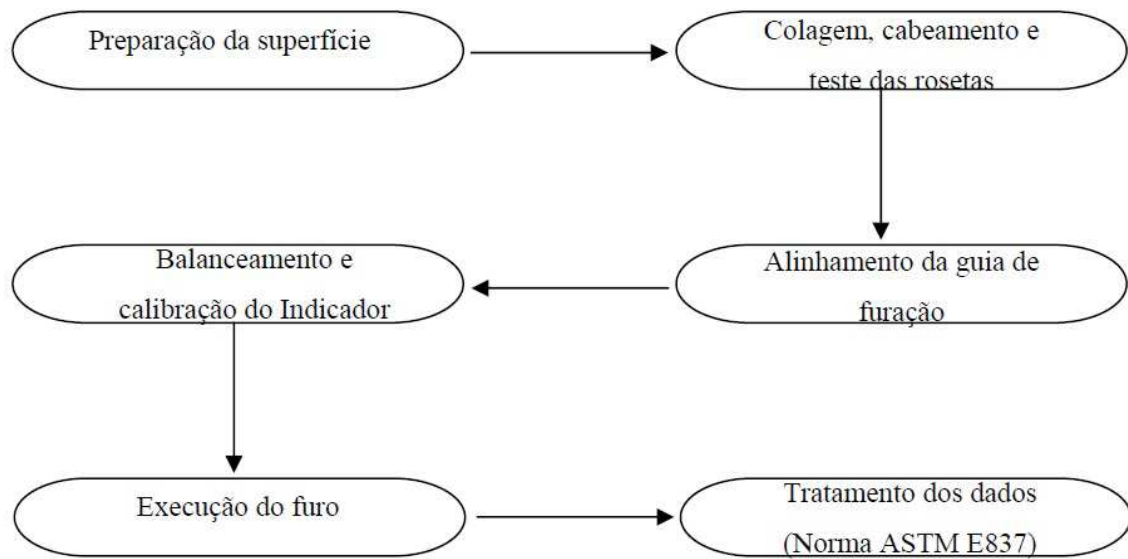 Preparação da superfície
Colagem, cabeamento e
teste das rosetas
Alinhamento da guia de
furação
Balanceamento e
calibração do Indicador
Execução do furo
Tratamento dos dados
(Norma ASTM E837)